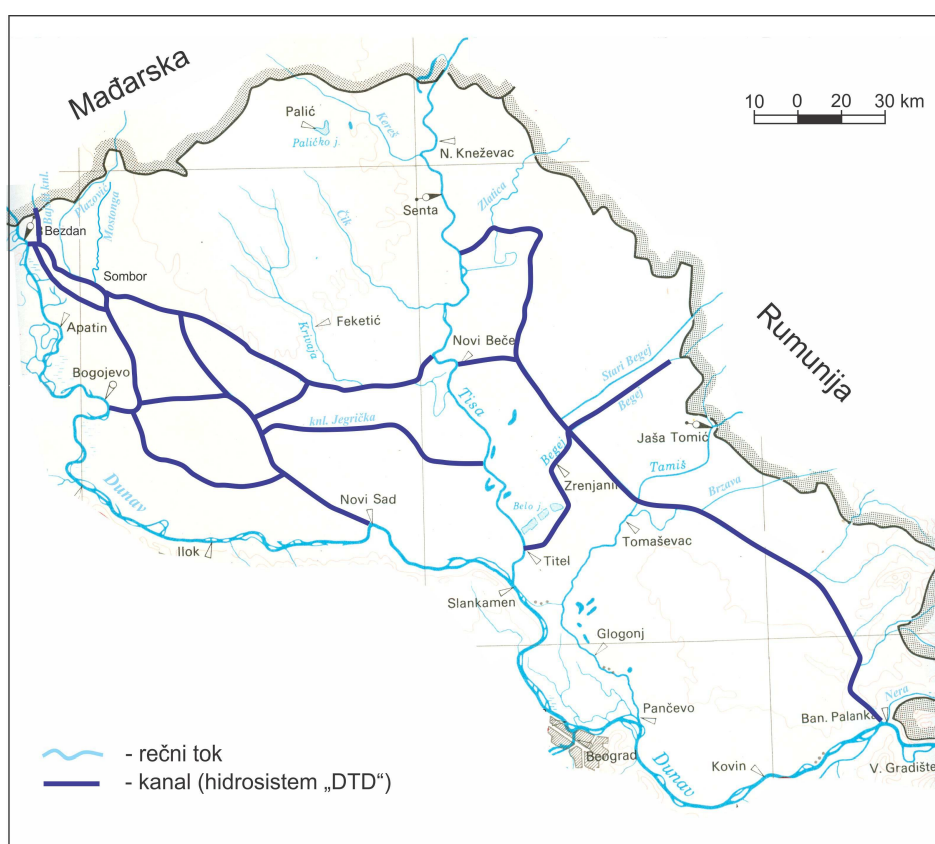 Mađarska
10 0 20 30 km
Palić
Paličko j.
Kereš
N. Kneževac
Zlatica
Senta
Bajski knl.
Plazović
Mostonga
Čik
Bezdan
Sombor
Rumunija
Apatin
Feketić
Krivaja
Novi Beče
Stari Begej
Begej
Bogojevo
Tisa
knl. Jegrička
Jaša Tomić
Begej
Tamiš
Zrenjanin
Brzava
Dunav
Novi Sad
Belo j.
Ilok
Tomaševac
Titel
Slankamen
Glogonj
Pančevo
Nera
Ban. Palanka
Beograd
Dunav
Kovin
V. Gradište
- rečni tok
- kanal (hidrosistem „DTD“)